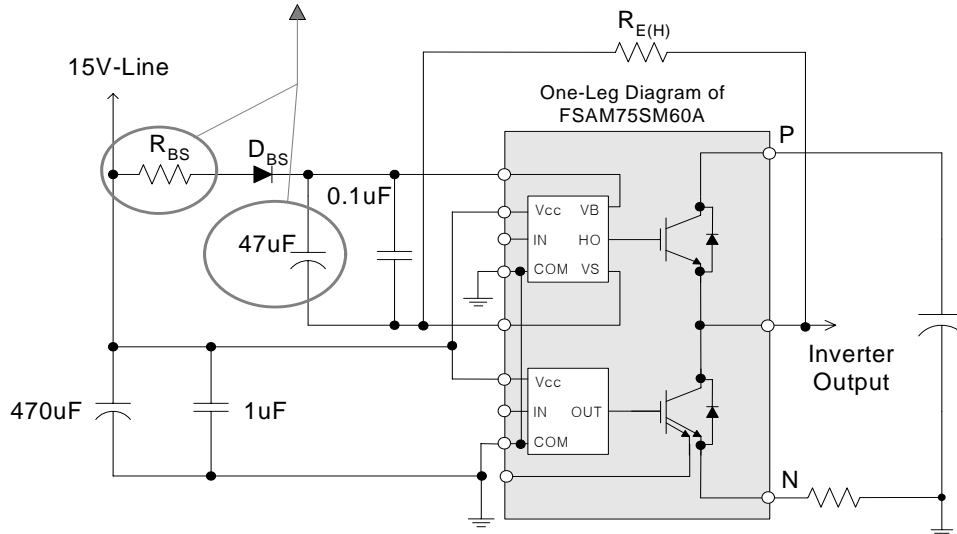 R_E(H)
15V-Line
One-Leg Diagram of
FSAM75SM60A
P
R_BS
D_BS
0.1uF
Vcc VB
47uF
IN HO
COM VS
Inverter
Output
Vcc
470uF
1uF
IN OUT
COM
N